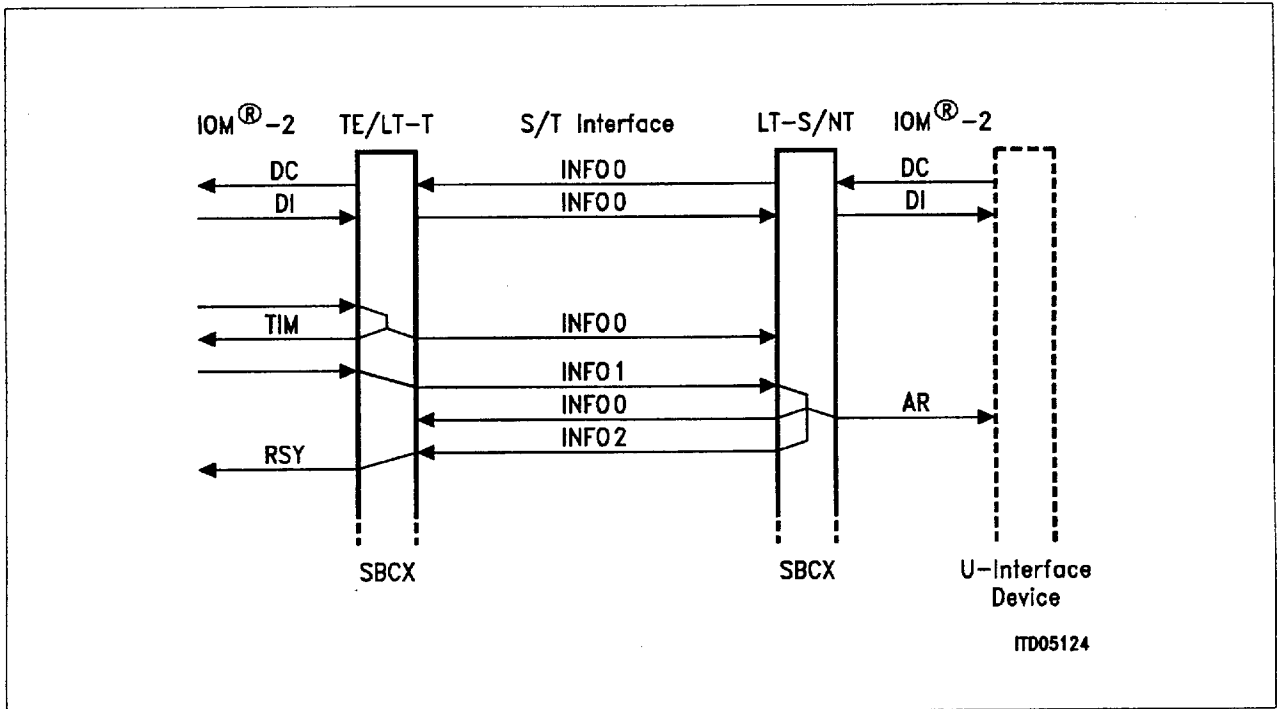 IOM®-2 TE/LT-T S/T Interface LT-S/NT IOM®-2
DC INFO 0 DC
DI INFO 0 DI
TIM INFO 0
INFO 1
INFO 0 AR
RSY INFO 2
SBCX SBCX U-Interface
Device
ITD05124